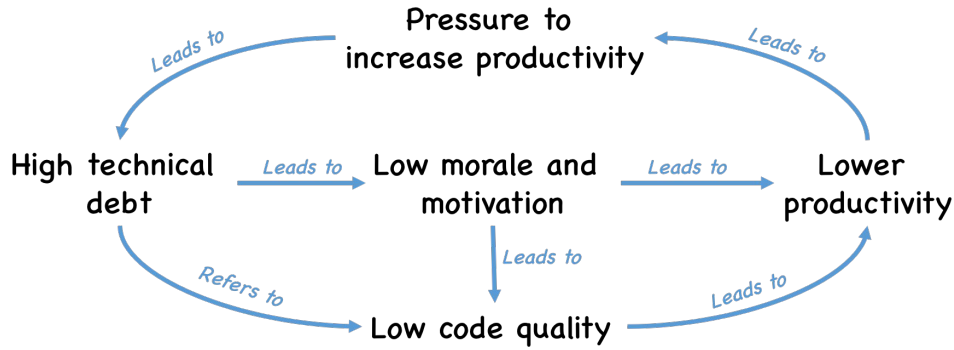 Pressure to
increase productivity
Leads to
Leads to
High technical
debt
Leads to
Low morale and
motivation
Leads to
Lower
productivity
Leads to
Refers to
Leads to
Low code quality